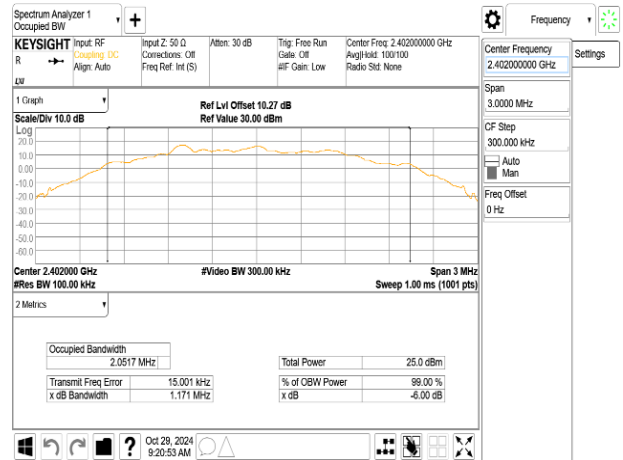 Spectrum Analyzer 1
Occupied BW
Frequency
KEYSIGHT Input: RF
Coupling: DC
Align: Auto
Input Z: 50 Ω
Corrections: Off
Freq Ref: Int (S)
Atten: 30 dB
Trig: Free Run
Gate: Off
#IF Gain: Low
Center Freq: 2.402000000 GHz
Avg|Hold: 100/100
Radio Std: None
R
LXI
Center Frequency
2.402000000 GHz
Settings
Span
3.0000 MHz
CF Step
300.000 kHz
Auto
Man
Freq Offset
0 Hz
1 Graph
Scale/Div 10.0 dB
Ref Lvl Offset 10.27 dB
Ref Value 30.00 dBm
Log
20.0
10.0
0.00
-10.0
-20.0
-30.0
-40.0
-50.0
-60.0
Center 2.402000 GHz
#Video BW 300.00 kHz
Span 3 MHz
#Res BW 100.00 kHz
Sweep 1.00 ms (1001 pts)
2 Metrics
Occupied Bandwidth
2.0517 MHz
Total Power 25.0 dBm
Transmit Freq Error 15.001 kHz
% of OBW Power 99.00 %
x dB Bandwidth 1.171 MHz
x dB -6.00 dB
?
Oct 29, 2024
9:20:53 AM